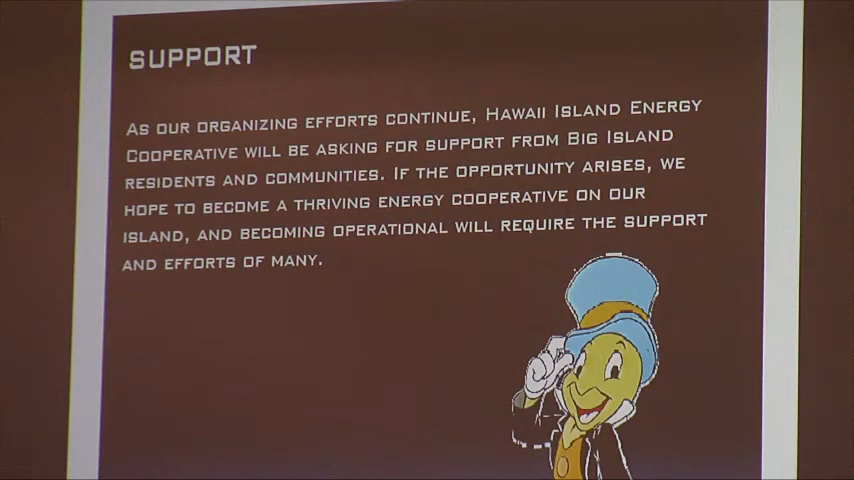 SUPPORT
AS OUR ORGANIZING EFFORTS CONTINUE, HAWAII ISLAND ENERGY
COOPERATIVE WILL BE ASKING FOR SUPPORT FROM BIG ISLAND
RESIDENTS AND COMMUNITIES. IF THE OPPORTUNITY ARISES, WE
HOPE TO BECOME A THRIVING ENERGY COOPERATIVE ON OUR
ISLAND, AND BECOMING OPERATIONAL WILL REQUIRE THE SUPPORT
AND EFFORTS OF MANY.